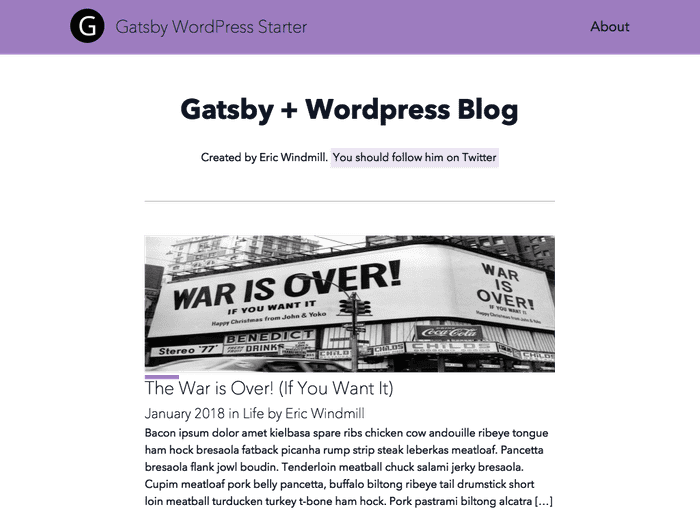 G Gatsby WordPress Starter About
Gatsby + Wordpress Blog
Created by Eric Windmill. You should follow him on Twitter
WAR IS OVER!
IF YOU WANT IT
Happy Christmas from John & Yoko
WAR
IS
OVER!
IF YOU WANT IT
Happy Christmas from John & Yoko
Coca-Cola
BENEDICT
Stereo '77' FOR DRINKS CHILDS CHILDS CHILDS
The War is Over! (If You Want It)
January 2018 in Life by Eric Windmill
Bacon ipsum dolor amet kielbasa spare ribs chicken cow andouille ribeye tongue
ham hock bresaola fatback picanha rump strip steak leberkas meatloaf. Pancetta
bresaola flank jowl boudin. Tenderloin meatball chuck salami jerky bresaola.
Cupim meatloaf pork belly pancetta, buffalo biltong ribeye tail drumstick short
loin meatball turducken turkey t-bone ham hock. Pork pastrami biltong alcatra […]